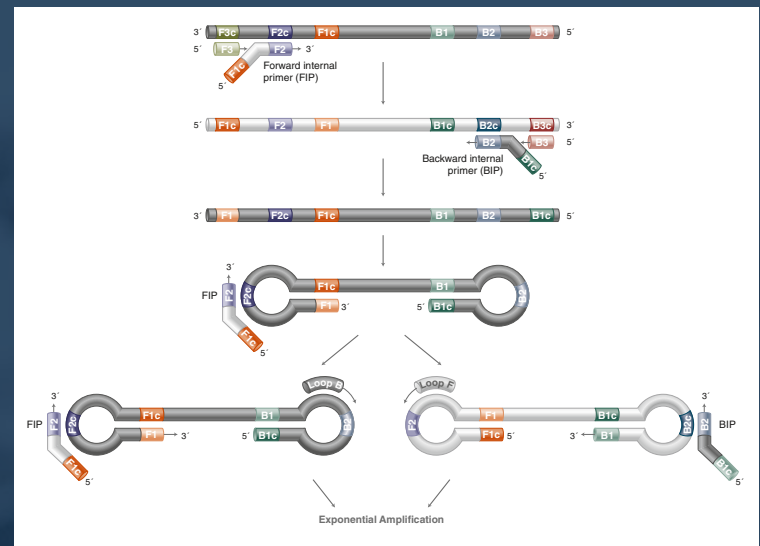 3´ F3c F2c F1c B1 B2 B3 5´
5´ F3 F2 3´
F1c
5´
Forward internal
primer (FIP)
5´ F1c F2 F1 B1c B2c B3c 3´
B2 B3 5´
Backward internal
primer (BIP)
B1c
5´
3´ F1 F2c F1c B1 B2 B1c 5´
3´
FIP F2 F2c F1c B1 B2
F1 3´ 5´ B1c
F1c
5´
Loop B
Loop F
3´
FIP F2 F2c F1c B1 B2
F1 3´ 5´ B1c
F1c
5´
3´
F2 F1 B1c B2c B2 BIP
F1c 5´ 3´ B1
B1c
5´
Exponential Amplification